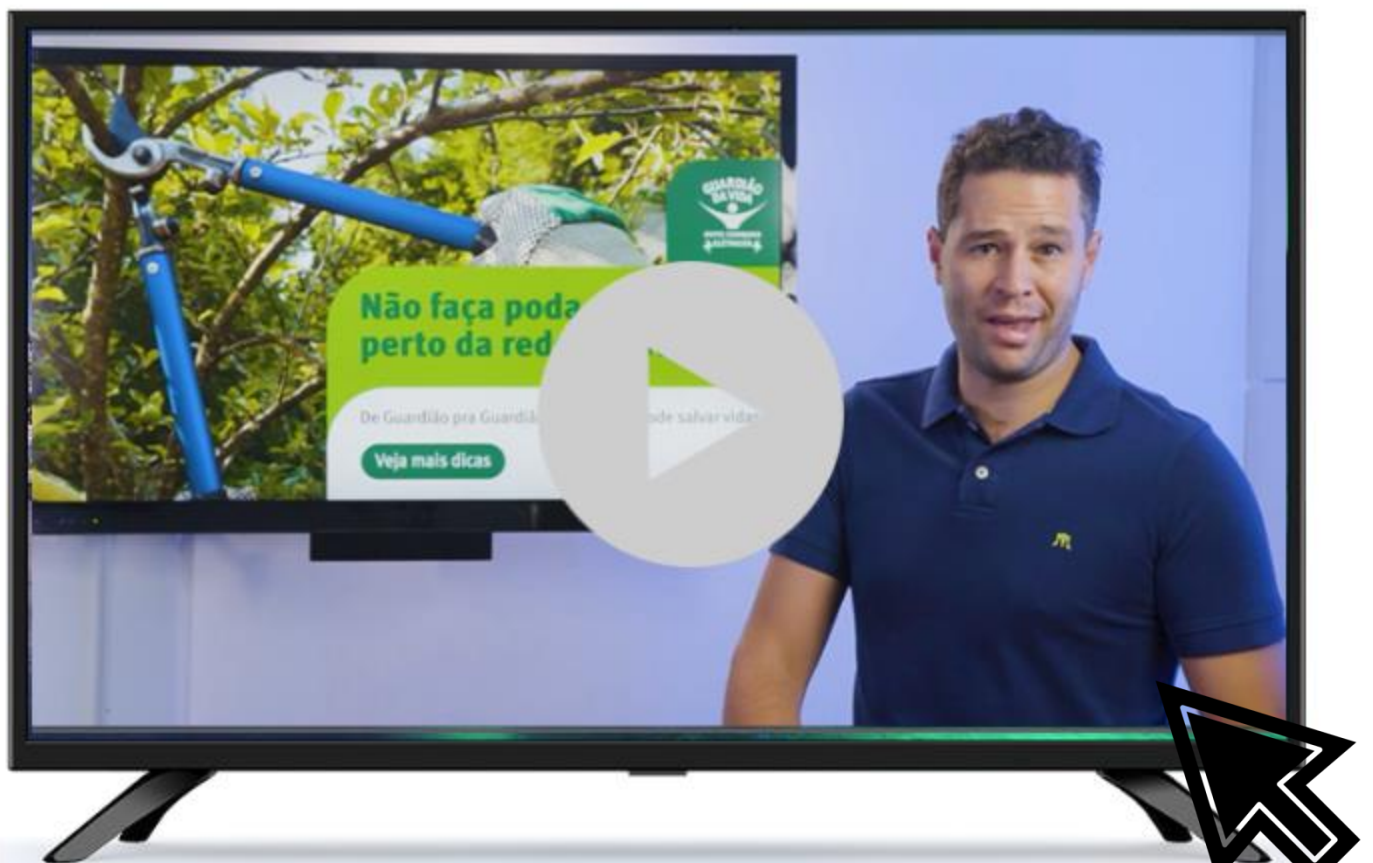 GUARDIÃO
DA VIDA
Não faça poda
perto da red
De Guardião pra Guardiã
ode salvar vidas
Veja mais dicas